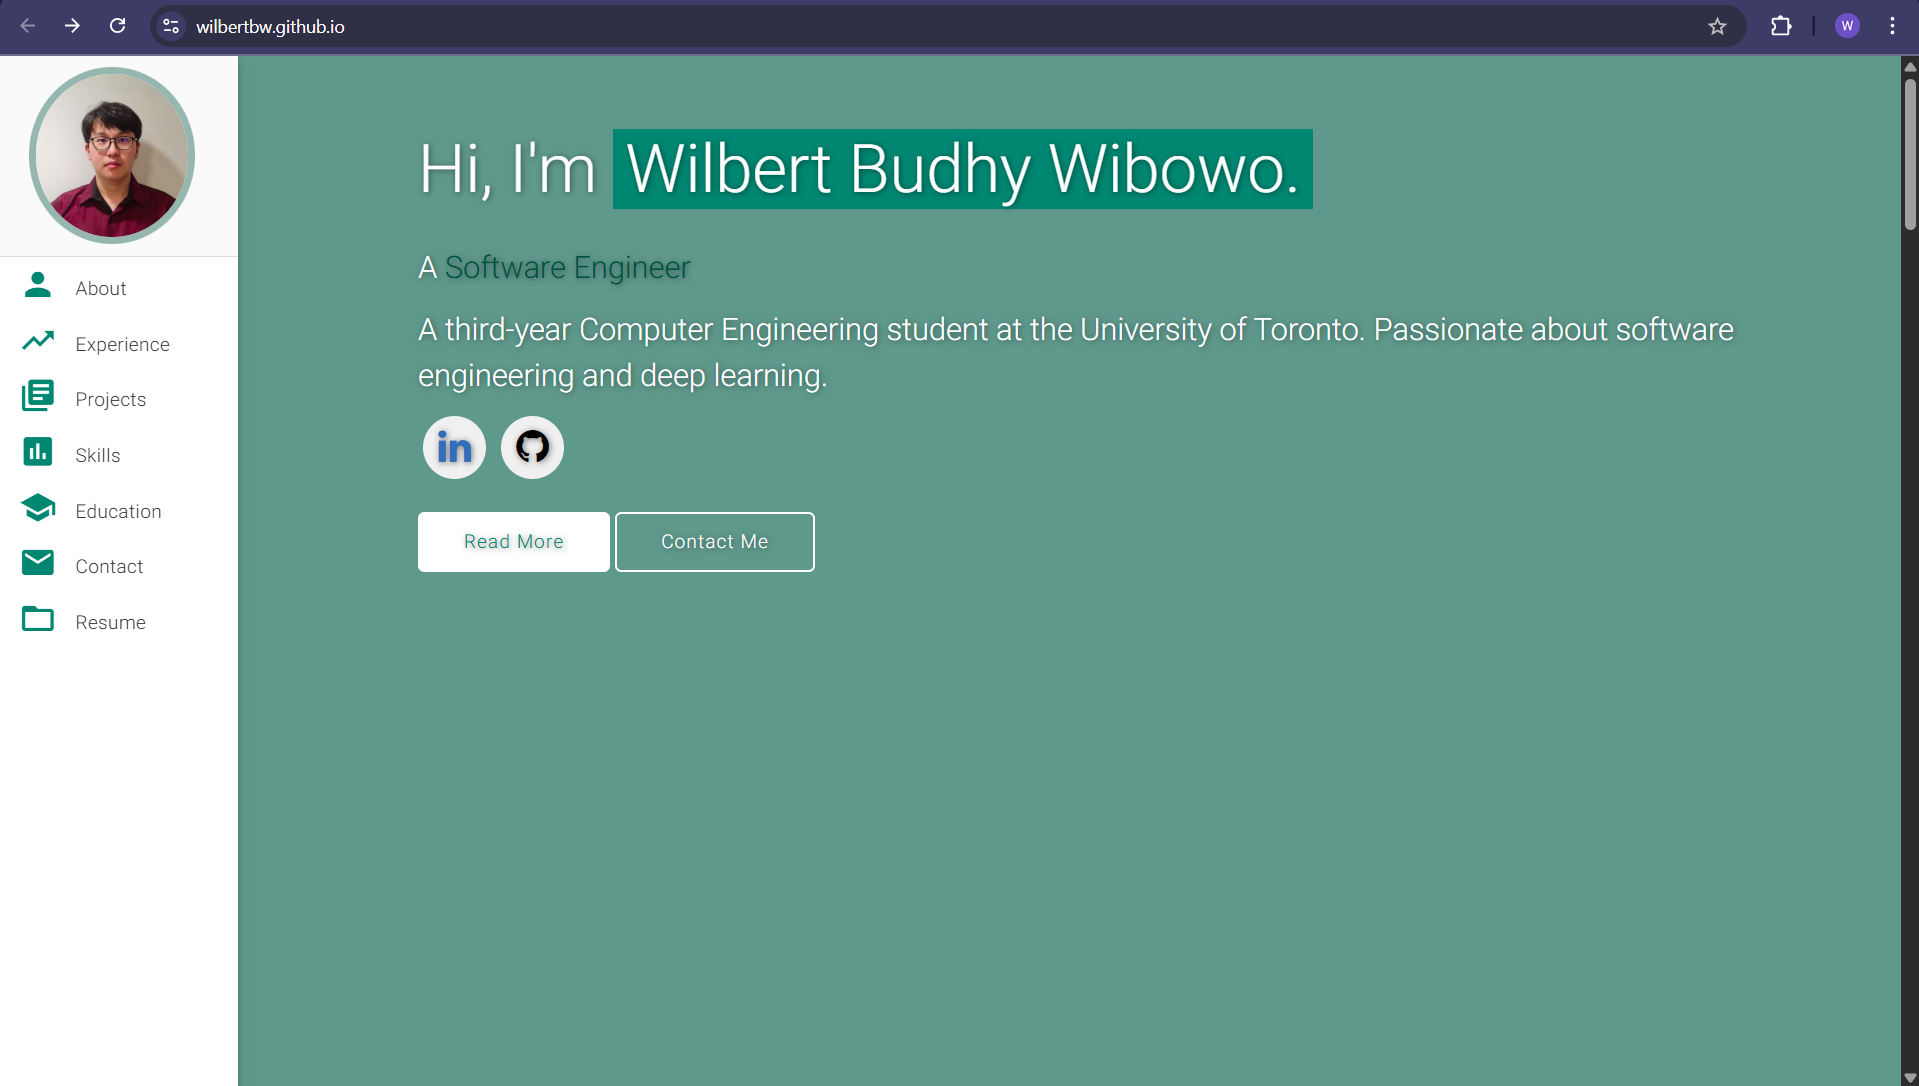 wilbertbw.github.io
W
About
Experience
Projects
Skills
Education
Contact
Resume
Hi, I'm Wilbert Budhy Wibowo.
A Software Engineer
A third-year Computer Engineering student at the University of Toronto. Passionate about software
engineering and deep learning.
in
Read More
Contact Me